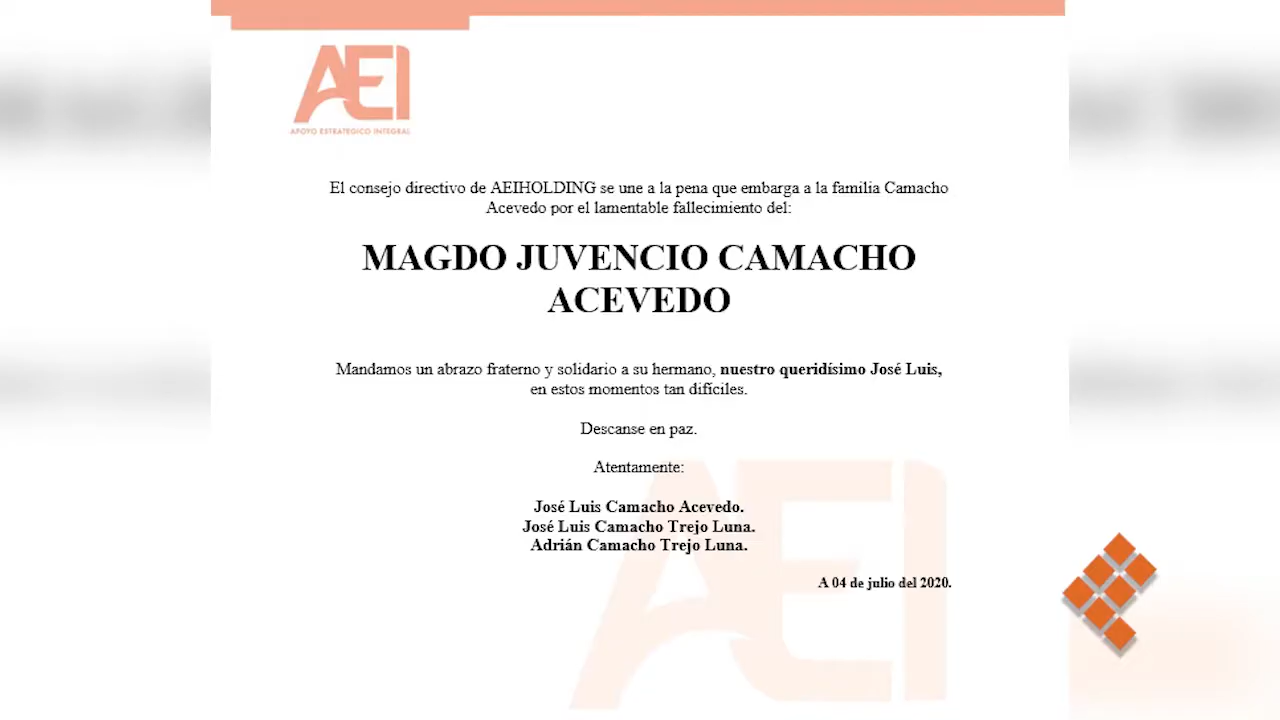 AEI
APOYO ESTRATEGICO INTEGRAL
El consejo directivo de AEIHOLDING se une a la pena que embarga a la familia Camacho
Acevedo por el lamentable fallecimiento del:
MAGDO JUVENCIO CAMACHO
ACEVEDO
Mandamos un abrazo fraterno y solidario a su hermano, nuestro queridísimo José Luis,
en estos momentos tan difíciles.
Descanse en paz.
Atentamente:
José Luis Camacho Acevedo.
José Luis Camacho Trejo Luna.
Adrián Camacho Trejo Luna.
A 04 de julio del 2020.
AEI